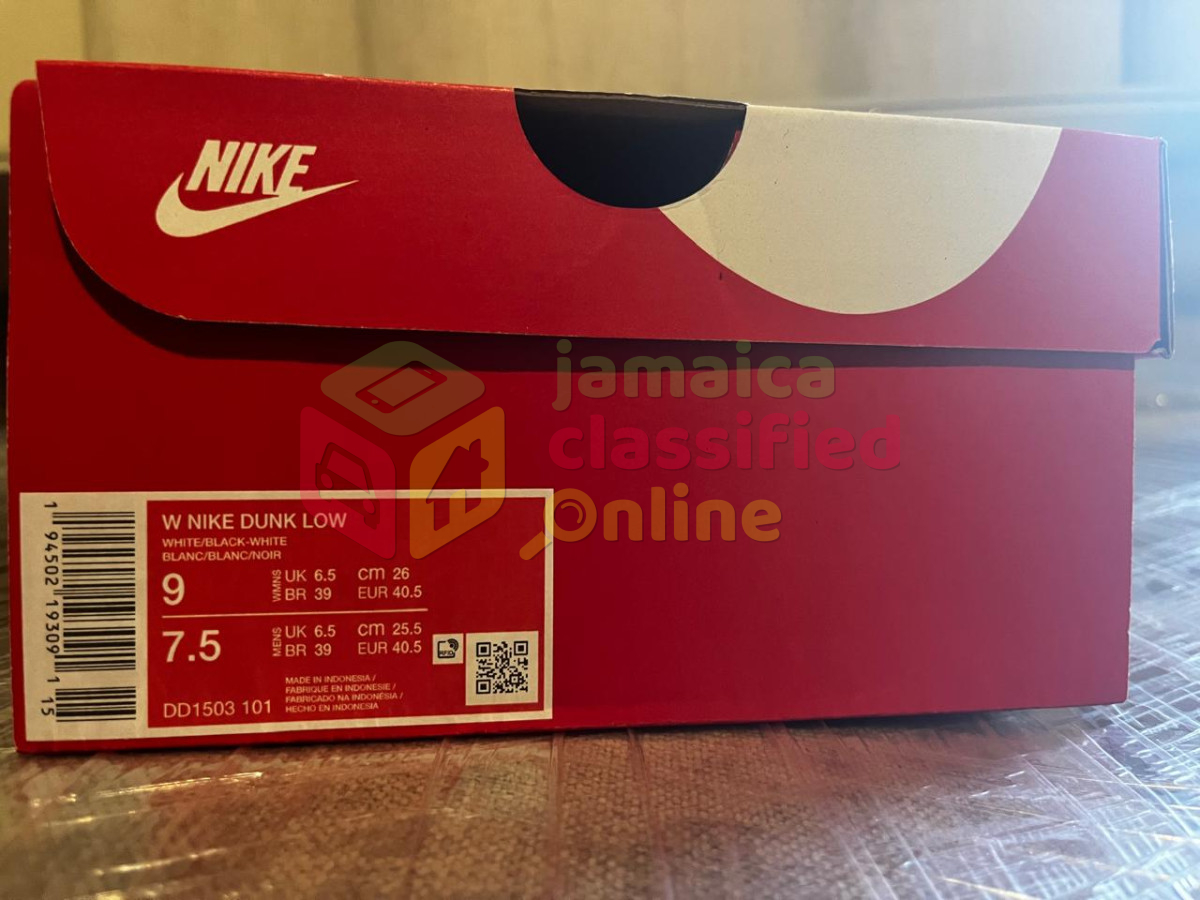 NIKE
jamaica
classified
Online
W NIKE DUNK LOW
WHITE/BLACK-WHITE
BLANC/BLANC/NOIR
9
WMNS
UK 6.5 cm 26
BR 39 EUR 40.5
7.5
MENS
UK 6.5 cm 25.5
BR 39 EUR 40.5
MADE IN INDONESIA /
FABRIQUE EN INDONESIE /
FABRICADO NA INDONÉSIA /
HECHO EN INDONESIA
DD1503 101
1 94502 19309 1 15